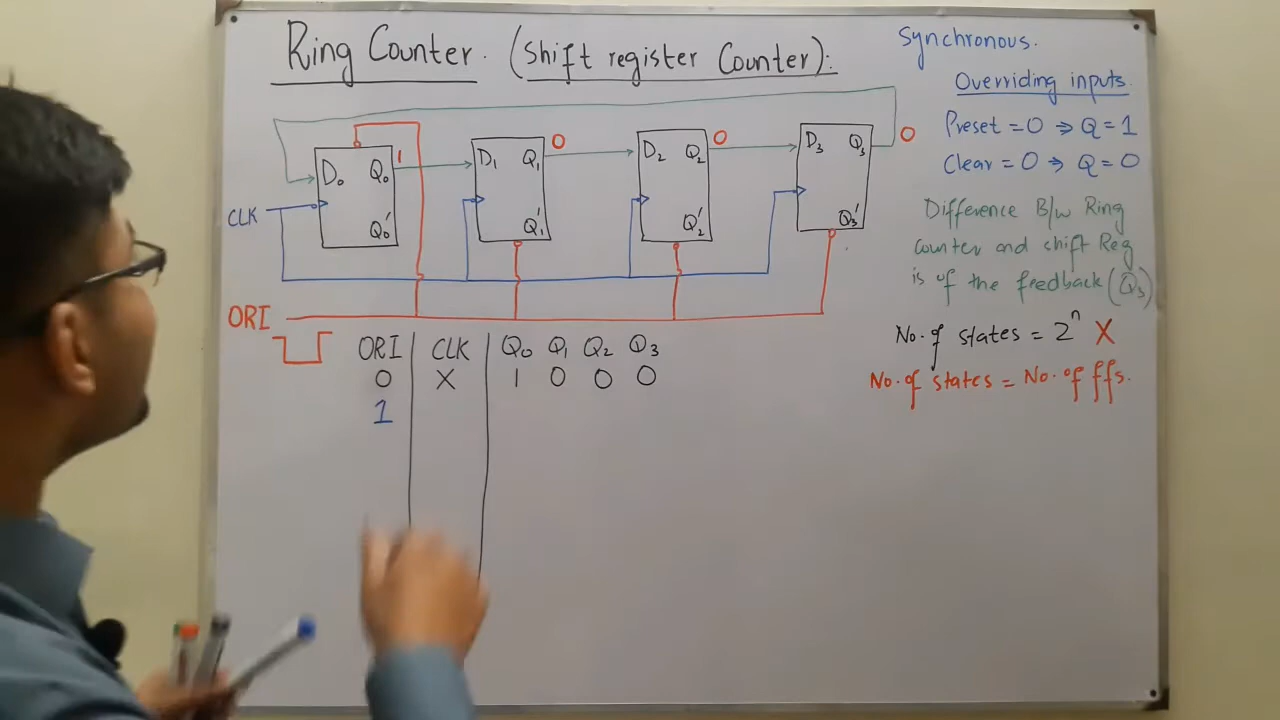 Ring Counter. (Shift register Counter):
Synchronous.
Overriding inputs.
Preset = 0 ⇒ Q = 1
Clear = 0 ⇒ Q = 0
Difference B/w Ring
counter and shift Reg
is of the feedback (Q₃)
No. of states = 2ⁿ X
No. of states = No. of ffs.
D₀ Q₀ 1
Q₀'
D₁ Q₁ 0
Q₁'
D₂ Q₂ 0
Q₂'
D₃ Q₃ 0
Q₃'
CLK
ORI
ORI CLK Q₀ Q₁ Q₂ Q₃
0 X 1 0 0 0
1